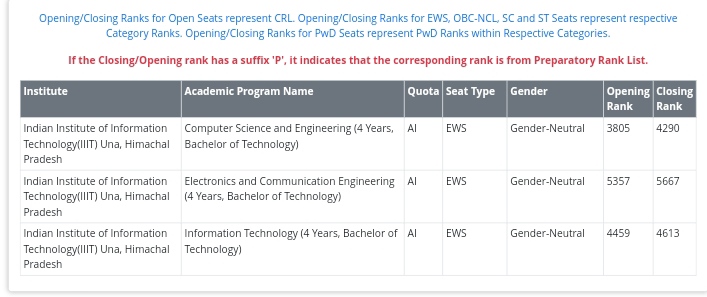 Opening/Closing Ranks for Open Seats represent CRL. Opening/Closing Ranks for EWS, OBC-NCL, SC and ST Seats represent respective
Category Ranks. Opening/Closing Ranks for PwD Seats represent PwD Ranks within Respective Categories.
If the Closing/Opening rank has a suffix 'P', it indicates that the corresponding rank is from Preparatory Rank List.
Institute Academic Program Name Quota Seat Type Gender Opening Closing
Rank Rank
Indian Institute of Information Computer Science and Engineering (4 Years, AI EWS Gender-Neutral 3805 4290
Technology(IIIT) Una, Himachal Bachelor of Technology)
Pradesh
Indian Institute of Information Electronics and Communication Engineering AI EWS Gender-Neutral 5357 5667
Technology(IIIT) Una, Himachal (4 Years, Bachelor of Technology)
Pradesh
Indian Institute of Information Information Technology (4 Years, Bachelor of AI EWS Gender-Neutral 4459 4613
Technology(IIIT) Una, Himachal Technology)
Pradesh